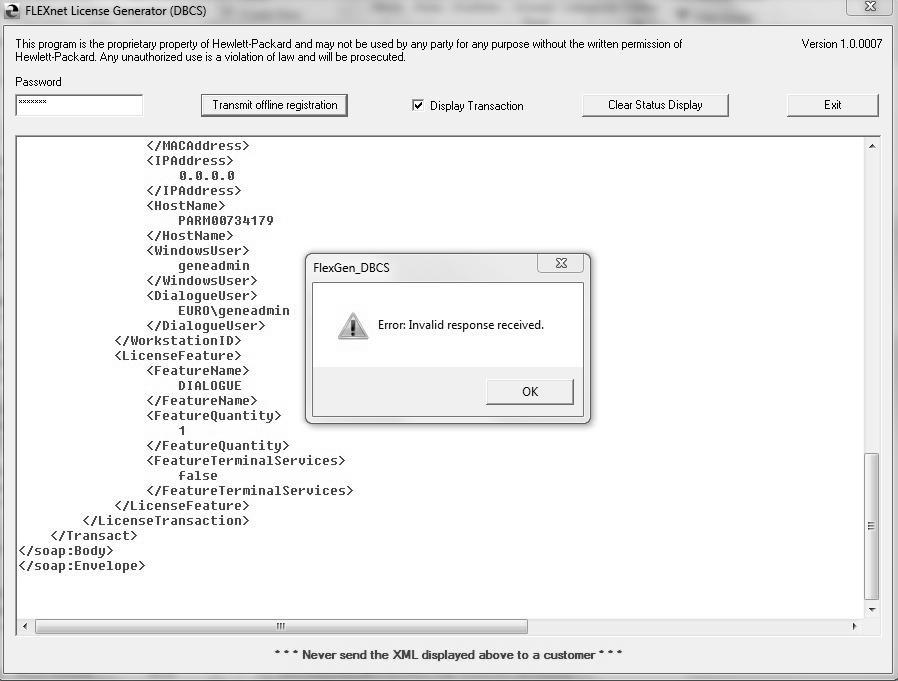 FLEXnet License Generator (DBCS)
This program is the proprietary property of Hewlett-Packard and may not be used by any party for any purpose without the written permission of
Hewlett-Packard. Any unauthorized use is a violation of law and will be prosecuted.
Version 1.0.0007
Password
*******
Transmit offline registration
Display Transaction
Clear Status Display
Exit
</MACAddress>
<IPAddress>
0.0.0.0
</IPAddress>
<HostName>
PARM00734179
</HostName>
<WindowsUser>
geneadmin
</WindowsUser>
<DialogueUser>
EURO\geneadmin
</DialogueUser>
</WorkstationID>
<LicenseFeature>
<FeatureName>
DIALOGUE
</FeatureName>
<FeatureQuantity>
1
</FeatureQuantity>
<FeatureTerminalServices>
false
</FeatureTerminalServices>
</LicenseFeature>
</LicenseTransaction>
</Transact>
</soap:Body>
</soap:Envelope>
FlexGen_DBCS
Error: Invalid response received.
OK
* * * Never send the XML displayed above to a customer * * *